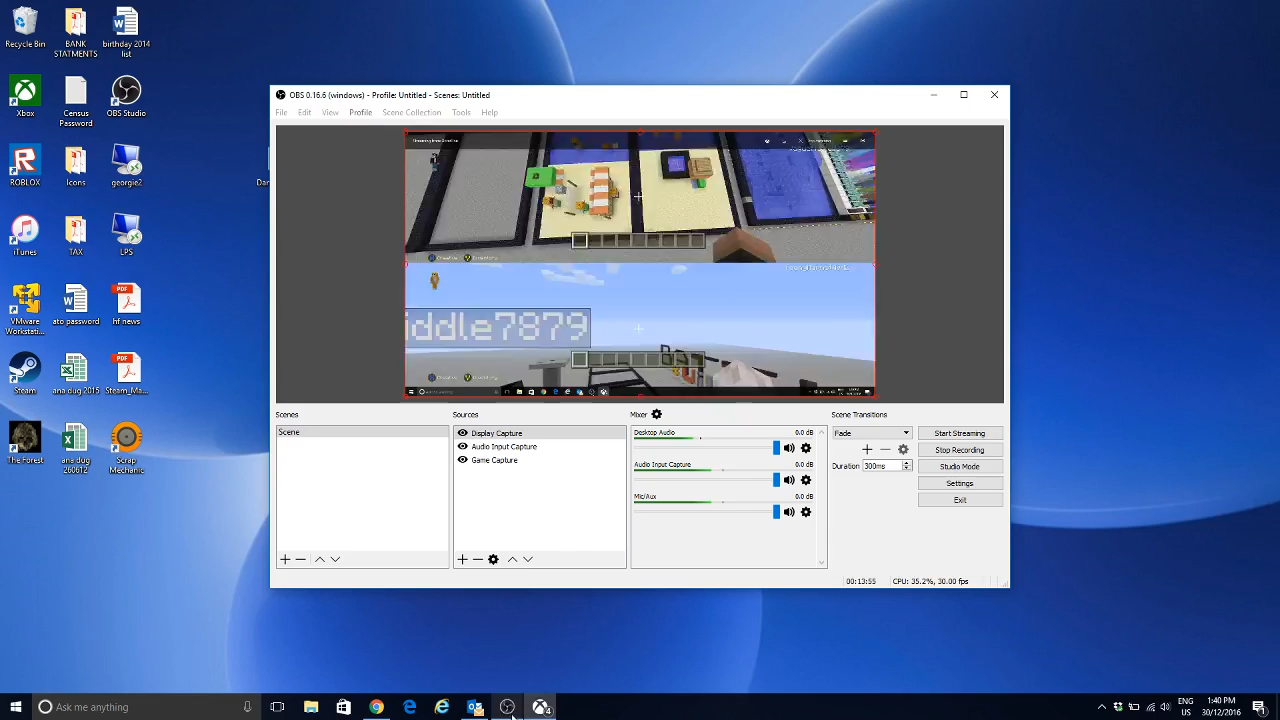 Recycle Bin
BANK STATMENTS
birthday 2014 list
Xbox
Census Password
OBS Studio
ROBLOX
Icons
georgie2
iTunes
TAX
LPS
VMware Workstati...
ato password
hf news
Steam
ana dug 2015
Steam_Ma...
The Forest
ana dug 260612
Scrap Mechanic
OBS 0.16.6 (windows) - Profile: Untitled - Scenes: Untitled
File Edit View Profile Scene Collection Tools Help
iddle7879
Scenes
Scene
Sources
Display Capture
Audio Input Capture
Game Capture
Mixer
Desktop Audio 0.0 dB
Audio Input Capture 0.0 dB
Mic/Aux 0.0 dB
Scene Transitions
Fade
Duration 300ms
Start Streaming
Stop Recording
Studio Mode
Settings
Exit
00:13:55 CPU: 35.2%, 30.00 fps
Ask me anything
ENG US
1:40 PM
30/12/2016